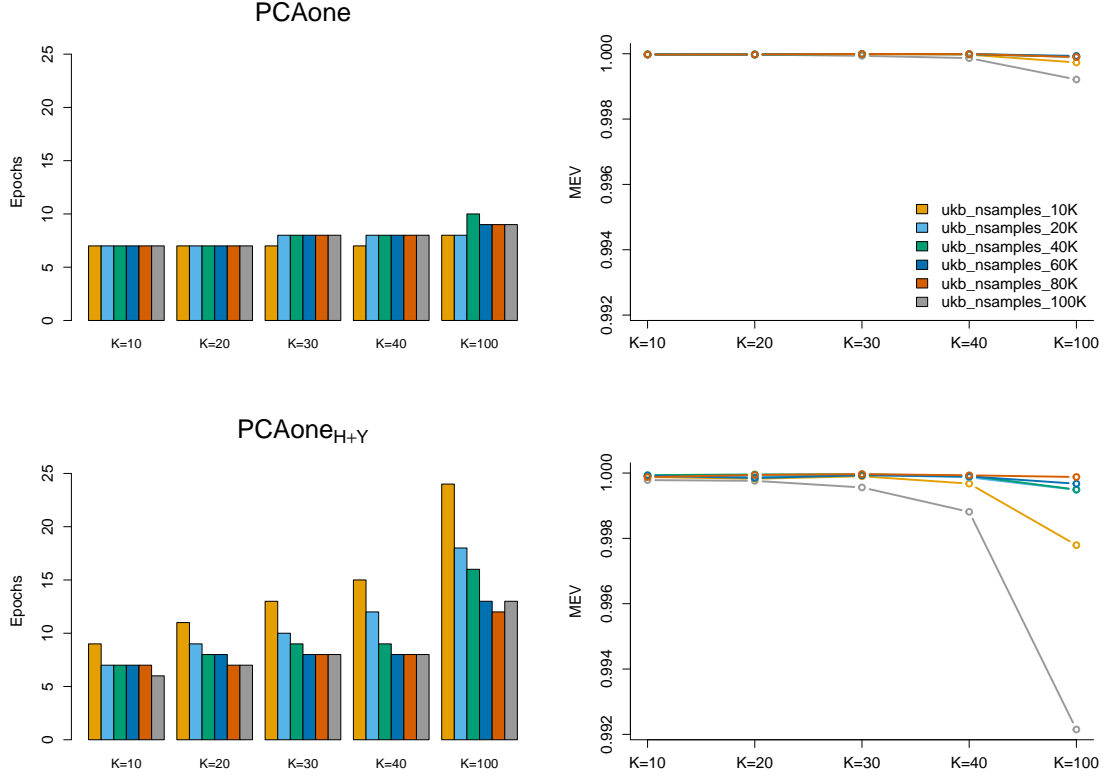 PCAone
Epochs
0
5
10
15
20
25
K=10
K=20
K=30
K=40
K=100
MEV
0.992
0.994
0.996
0.998
1.000
ukb_nsamples_10K
ukb_nsamples_20K
ukb_nsamples_40K
ukb_nsamples_60K
ukb_nsamples_80K
ukb_nsamples_100K
K=10
K=20
K=30
K=40
K=100
PCAoneH+Y
Epochs
0
5
10
15
20
25
K=10
K=20
K=30
K=40
K=100
MEV
0.992
0.994
0.996
0.998
1.000
K=10
K=20
K=30
K=40
K=100